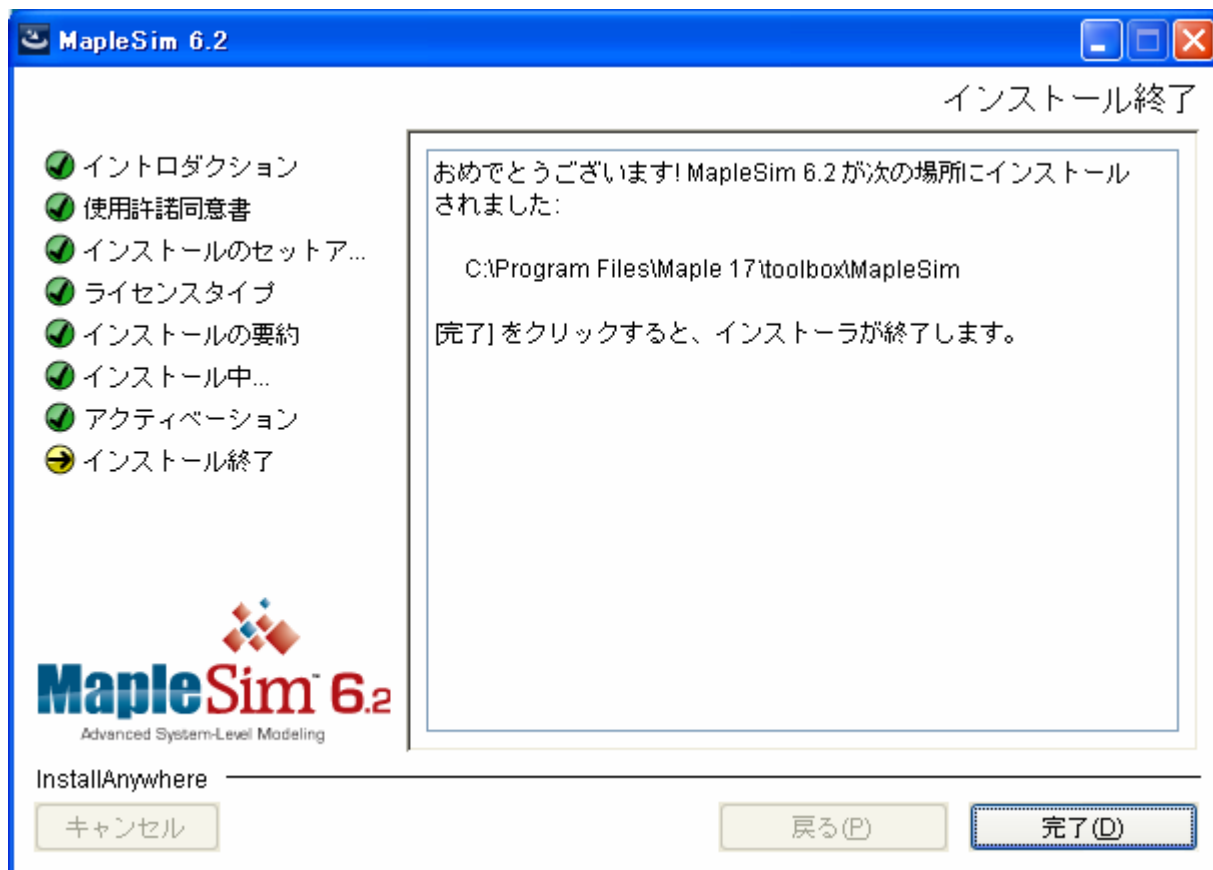 MapleSim 6.2
インストール終了
イントロダクション
使用許諾同意書
インストールのセットア...
ライセンスタイプ
インストールの要約
インストール中...
アクティベーション
インストール終了
おめでとうございます! MapleSim 6.2 が次の場所にインストール
されました:
C:\Program Files\Maple 17\toolbox\MapleSim
[完了] をクリックすると、インストーラが終了します。
MapleSim™ 6.2
Advanced System-Level Modeling
InstallAnywhere
キャンセル
戻る(P)
完了(D)